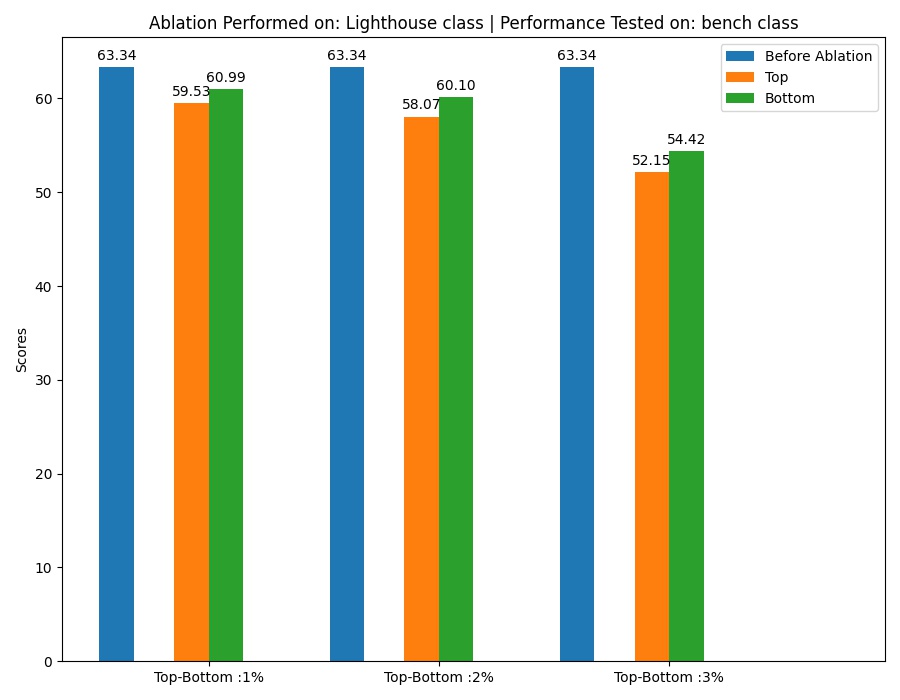 Ablation Performed on: Lighthouse class | Performance Tested on: bench class
63.34
59.53
60.99
63.34
58.07
60.10
63.34
52.15
54.42
Before Ablation
Top
Bottom
Scores
60
50
40
30
20
10
0
Top-Bottom :1%
Top-Bottom :2%
Top-Bottom :3%